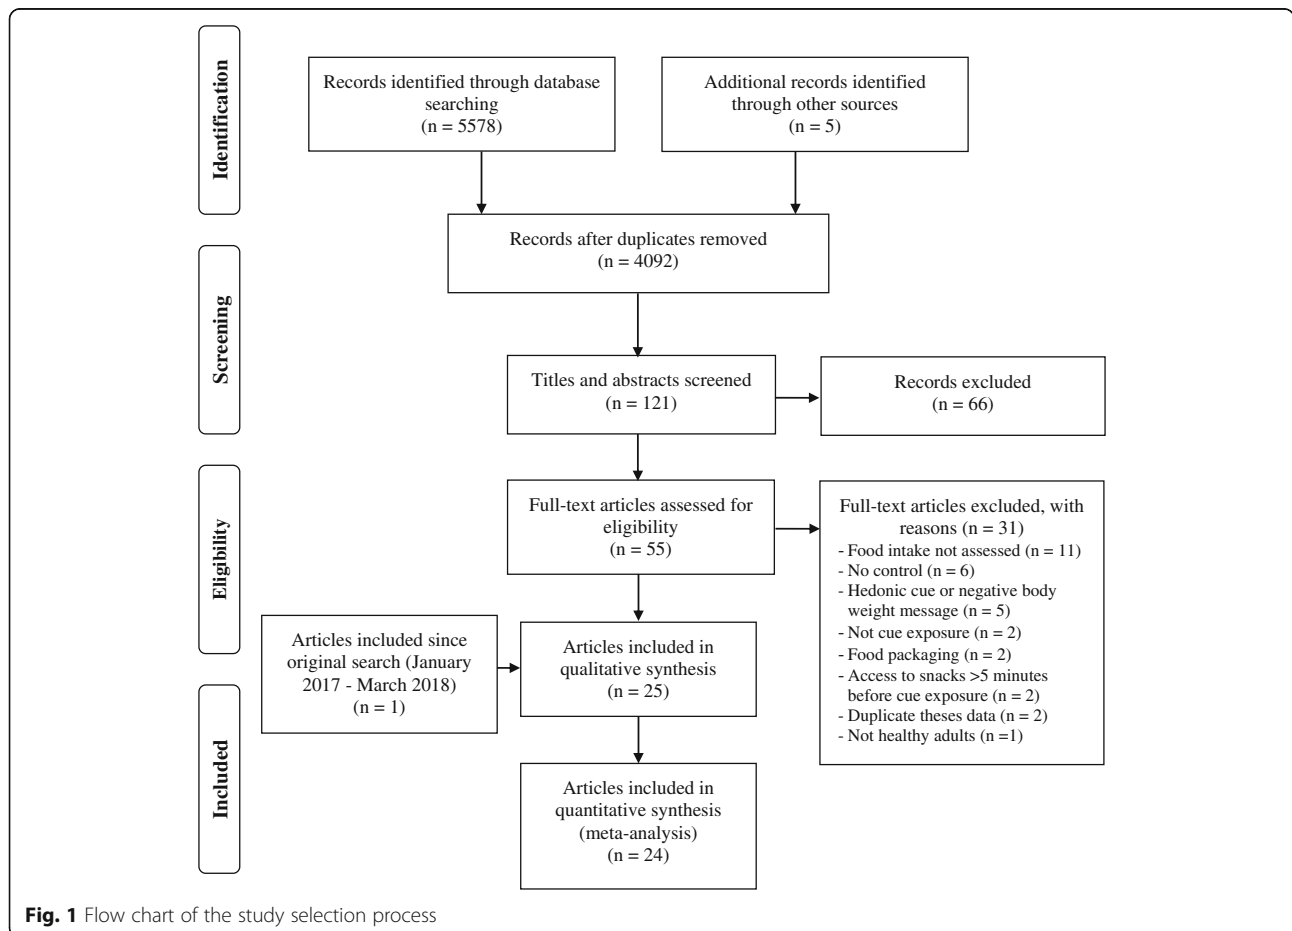 Identification
Records identified through database
searching
(n = 5578)
Additional records identified
through other sources
(n = 5)
Records after duplicates removed
(n = 4092)
Screening
Titles and abstracts screened
(n = 121)
Records excluded
(n = 66)
Eligibility
Full-text articles assessed for
eligibility
(n = 55)
Full-text articles excluded, with
reasons (n = 31)
- Food intake not assessed (n = 11)
- No control (n = 6)
- Hedonic cue or negative body
weight message (n = 5)
- Not cue exposure (n = 2)
- Food packaging (n = 2)
- Access to snacks >5 minutes
before cue exposure (n = 2)
- Duplicate theses data (n = 2)
- Not healthy adults (n =1)
Articles included since
original search (January
2017 - March 2018)
(n = 1)
Articles included in
qualitative synthesis
(n = 25)
Included
Articles included in
quantitative synthesis
(meta-analysis)
(n = 24)
Fig. 1 Flow chart of the study selection process